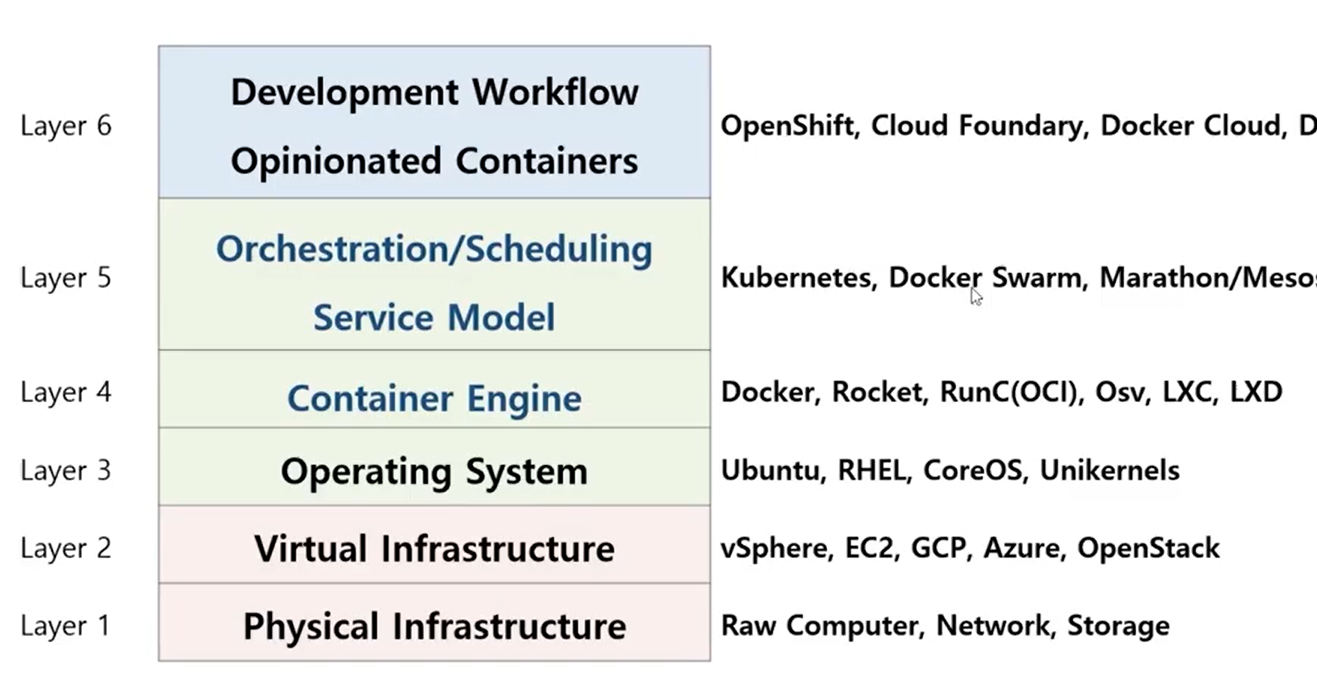 Layer 6
Development Workflow
Opinionated Containers
OpenShift, Cloud Foundary, Docker Cloud,
Layer 5
Orchestration/Scheduling
Service Model
Kubernetes, Docker Swarm, Marathon/Mesos
Layer 4
Container Engine
Docker, Rocket, RunC(OCI), Osv, LXC, LXD
Layer 3
Operating System
Ubuntu, RHEL, CoreOS, Unikernels
Layer 2
Virtual Infrastructure
vSphere, EC2, GCP, Azure, OpenStack
Layer 1
Physical Infrastructure
Raw Computer, Network, Storage